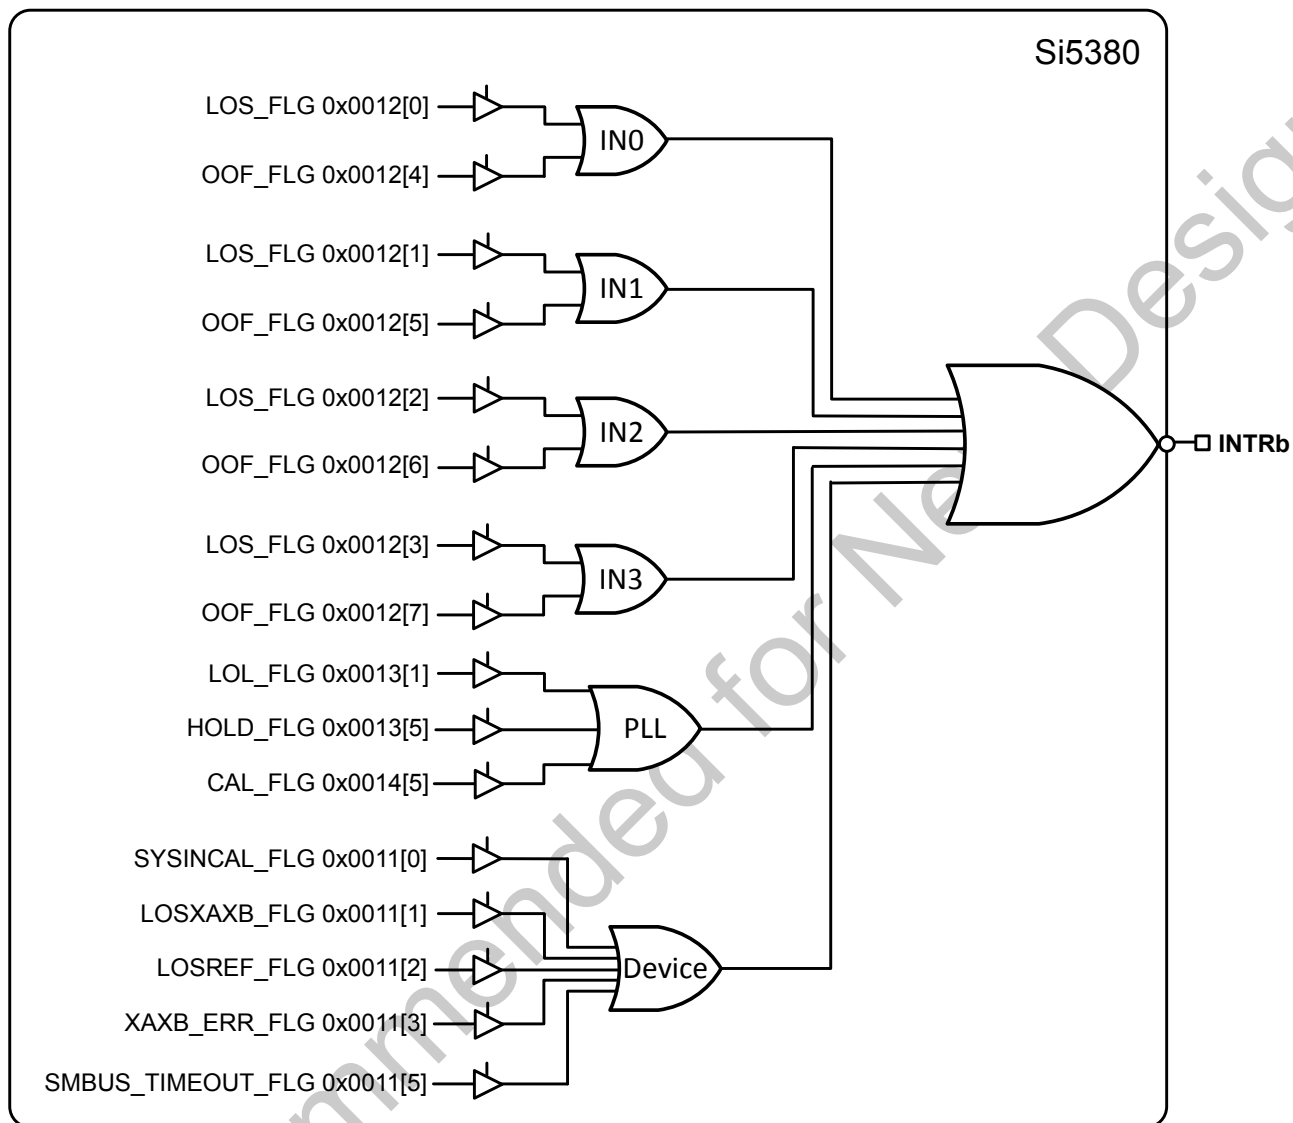 Si5380
LOS_FLG 0x0012[0]
IN0
OOF_FLG 0x0012[4]
LOS_FLG 0x0012[1]
IN1
OOF_FLG 0x0012[5]
LOS_FLG 0x0012[2]
IN2
OOF_FLG 0x0012[6]
INTRb
LOS_FLG 0x0012[3]
IN3
OOF_FLG 0x0012[7]
LOL_FLG 0x0013[1]
HOLD_FLG 0x0013[5]
PLL
CAL_FLG 0x0014[5]
SYSINCAL_FLG 0x0011[0]
LOSXAXB_FLG 0x0011[1]
LOSREF_FLG 0x0011[2]
Device
XAXB_ERR_FLG 0x0011[3]
SMBUS_TIMEOUT_FLG 0x0011[5]